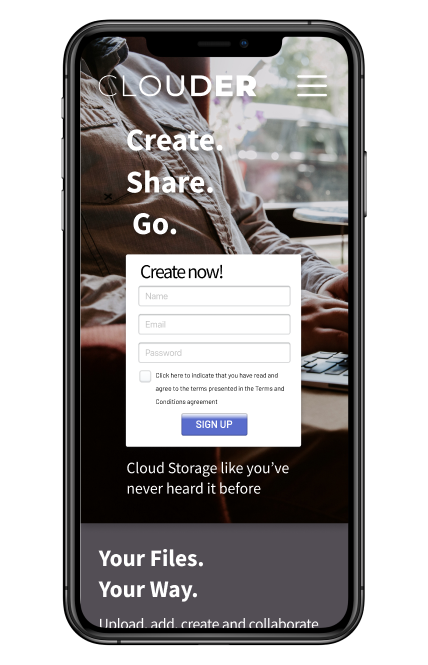 CLOUDER
Create.
Share.
Go.
Create now!
Name
Email
Password
Click here to indicate that you have read and
agree to the terms presented in the Terms and
Conditions agreement
SIGN UP
Cloud Storage like you’ve
never heard it before
Your Files.
Your Way.
Upload, add, create and collaborate